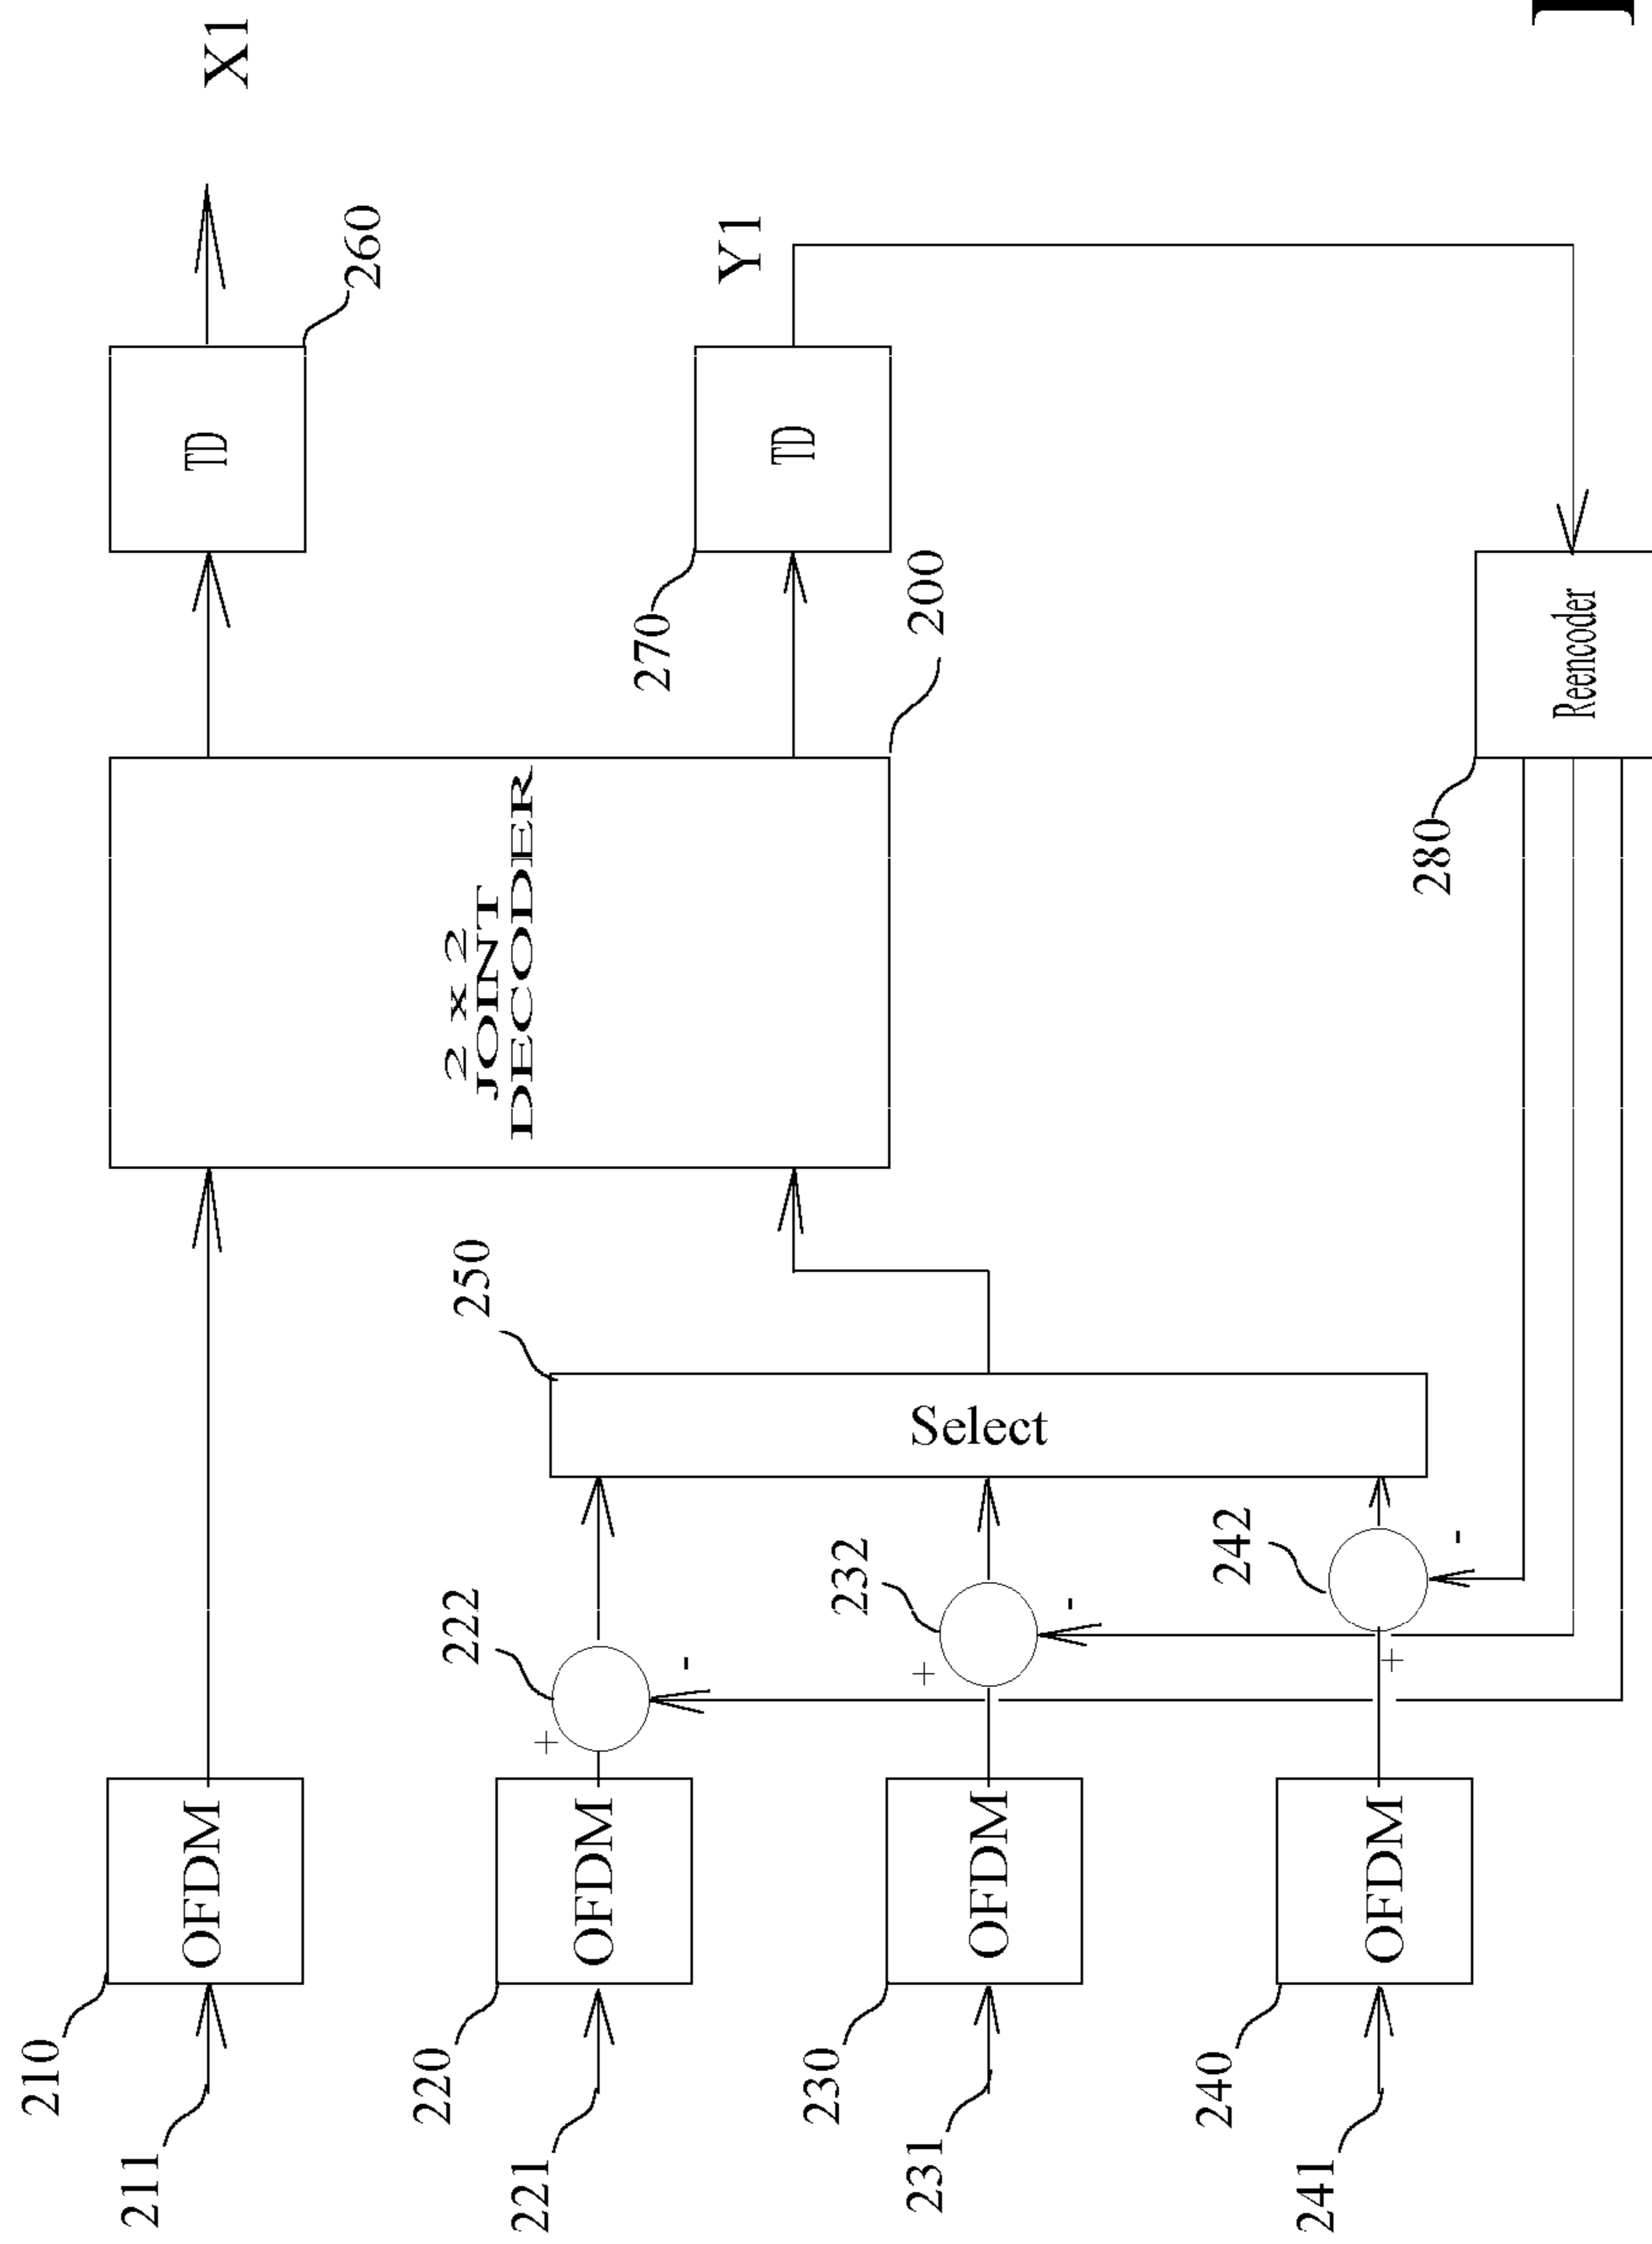 210
211
OFDM
X1
TD
260
2 x 2
JOINT
DECODER
200
220
221
OFDM
222
+
-
250
Select
270
TD
Y1
230
231
OFDM
232
+
-
240
241
OFDM
242
+
-
280
Reencoder